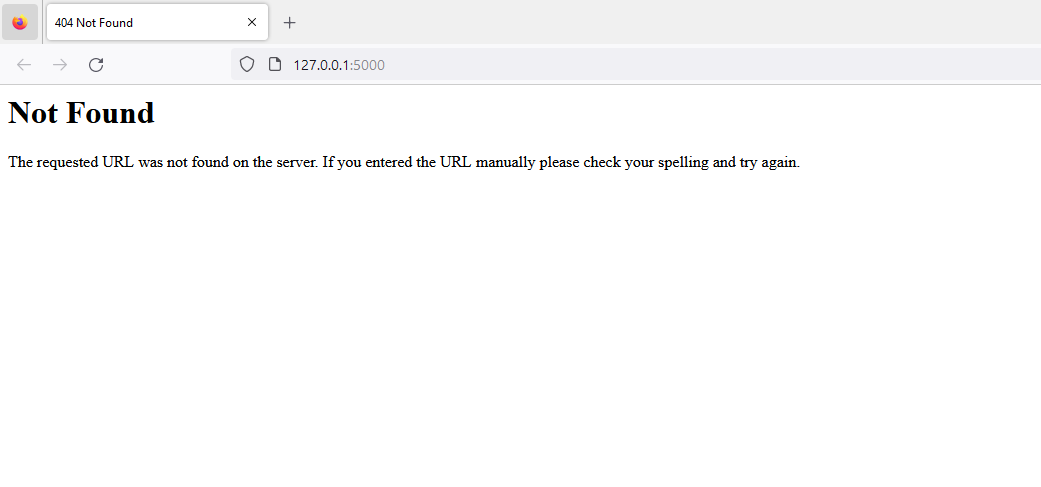 404 Not Found
127.0.0.1:5000
Not Found
The requested URL was not found on the server. If you entered the URL manually please check your spelling and try again.